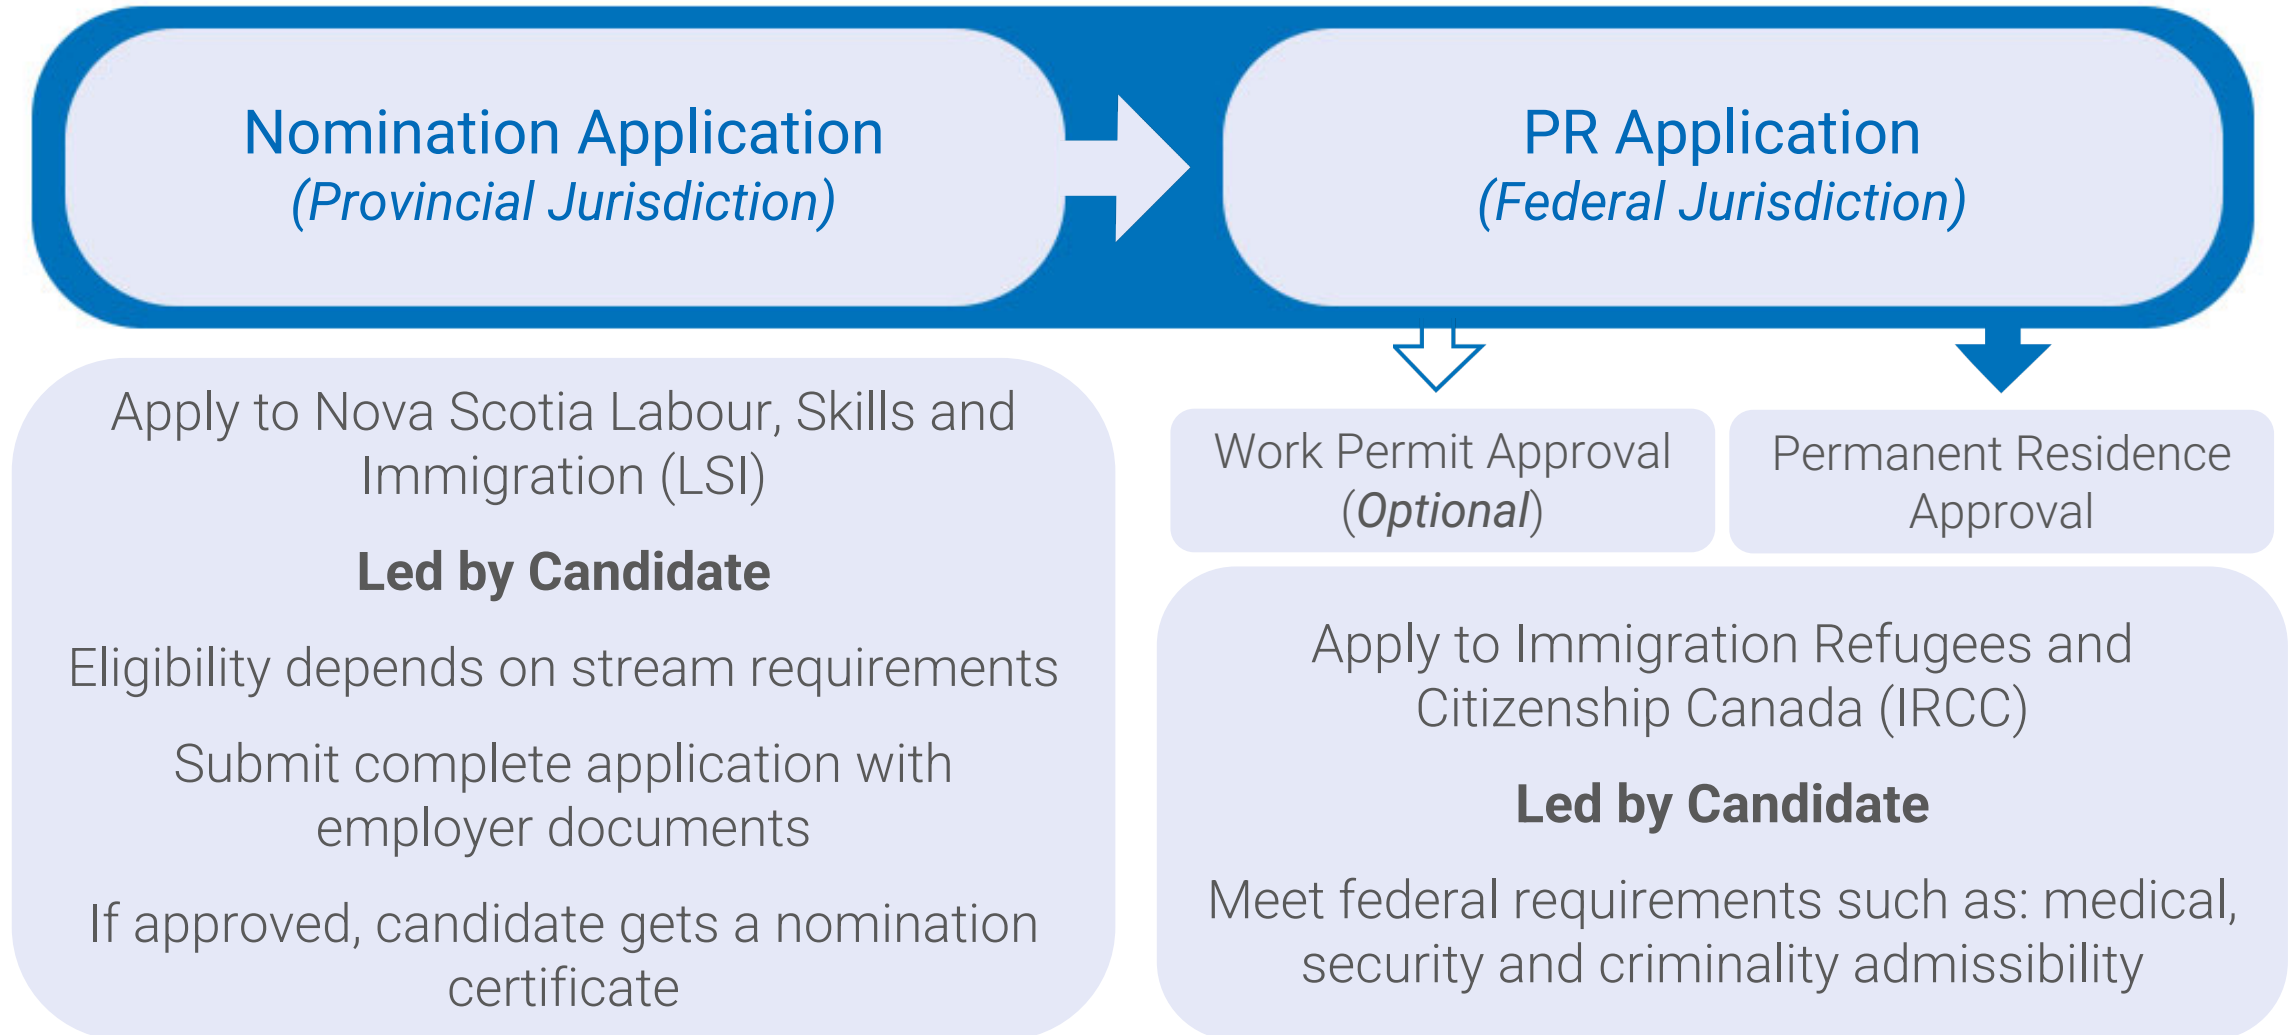 Nomination Application
(Provincial Jurisdiction)
PR Application
(Federal Jurisdiction)
Apply to Nova Scotia Labour, Skills and
Immigration (LSI)
Led by Candidate
Eligibility depends on stream requirements
Submit complete application with
employer documents
If approved, candidate gets a nomination
certificate
Work Permit Approval
(Optional)
Permanent Residence
Approval
Apply to Immigration Refugees and
Citizenship Canada (IRCC)
Led by Candidate
Meet federal requirements such as: medical,
security and criminality admissibility